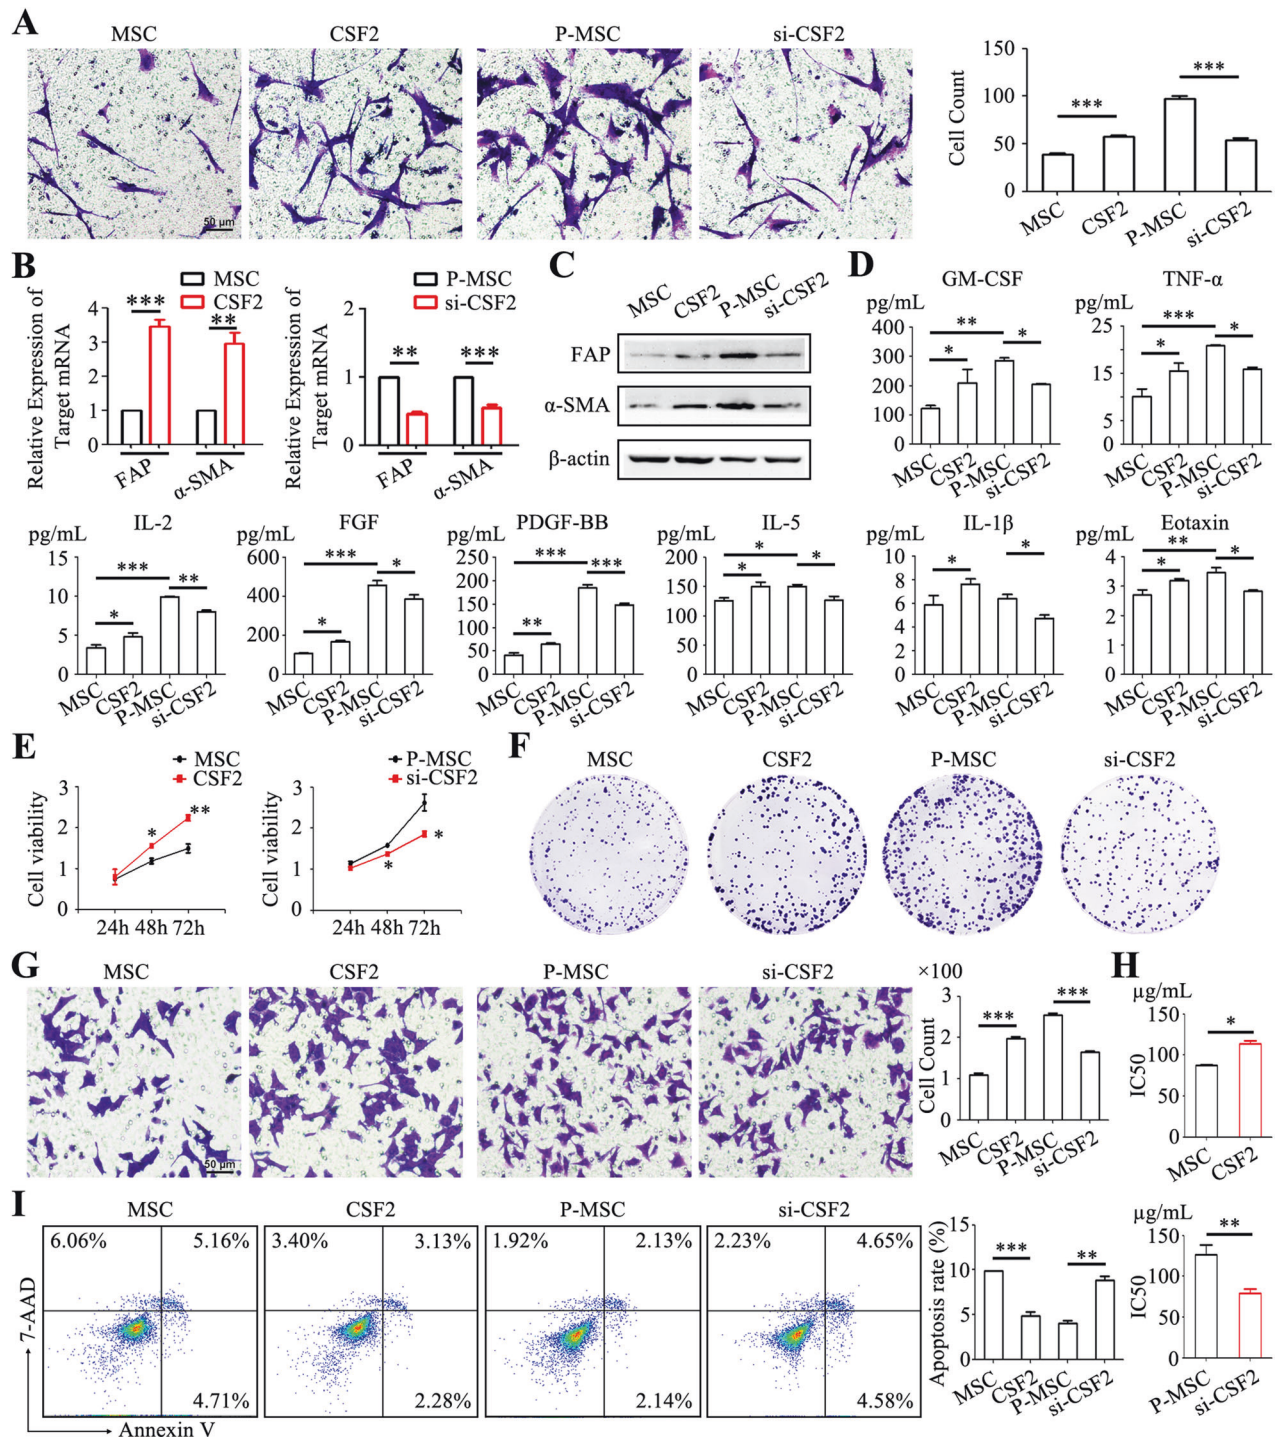 A
MSC CSF2 P-MSC si-CSF2
50 µm
Cell Count
150
100
50
0
*** ***
MSC CSF2 P-MSC si-CSF2
B
Relative Expression of Target mRNA
MSC
CSF2
4
3
2
1
0
*** **
FAP α-SMA
Relative Expression of Target mRNA
P-MSC
si-CSF2
2
1
0
** ***
FAP α-SMA
C
MSC CSF2 P-MSC si-CSF2
FAP
α-SMA
β-actin
D
GM-CSF
pg/mL
400
300
200
100
0
** * *
MSC CSF2 P-MSC si-CSF2
TNF-α
pg/mL
25
20
15
10
5
0
*** * *
MSC CSF2 P-MSC si-CSF2
IL-2
pg/mL
15
10
5
0
*** ** *
MSC CSF2 P-MSC si-CSF2
FGF
pg/mL
600
400
200
0
*** * *
MSC CSF2 P-MSC si-CSF2
PDGF-BB
pg/mL
200
150
100
50
0
*** *** **
MSC CSF2 P-MSC si-CSF2
IL-5
pg/mL
200
150
100
50
0
* * *
MSC CSF2 P-MSC si-CSF2
IL-1β
pg/mL
10
8
6
4
2
0
* *
MSC CSF2 P-MSC si-CSF2
Eotaxin
pg/mL
4
3
2
1
0
** * *
MSC CSF2 P-MSC si-CSF2
E
MSC
CSF2
Cell viability
3
2
1
0
* **
24h 48h 72h
P-MSC
si-CSF2
Cell viability
3
2
1
0
* *
24h 48h 72h
F
MSC CSF2 P-MSC si-CSF2
G
MSC CSF2 P-MSC si-CSF2
50 µm
×100
Cell Count
3
2
1
0
*** ***
MSC CSF2 P-MSC si-CSF2
H
µg/mL
IC50
150
100
50
0
*
MSC CSF2
µg/mL
IC50
150
100
50
0
**
P-MSC si-CSF2
I
MSC CSF2 P-MSC si-CSF2
6.06% 5.16% 3.40% 3.13% 1.92% 2.13% 2.23% 4.65%
7-AAD
4.71% 2.28% 2.14% 4.58%
Annexin V
Apoptosis rate (%)
15
10
5
0
*** **
MSC CSF2 P-MSC si-CSF2